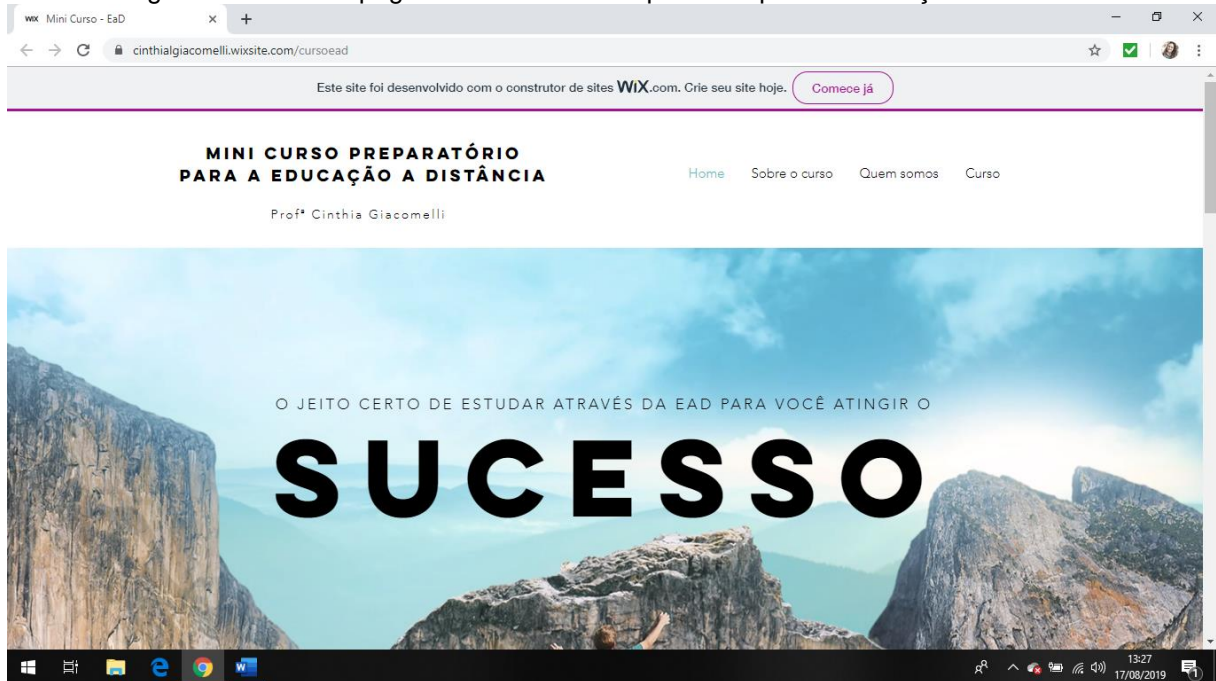 Mini Curso - EaD
cinthialgiacomelli.wixsite.com/cursoead
Este site foi desenvolvido com o construtor de sites WiX.com. Crie seu site hoje. Comece já
MINI CURSO PREPARATÓRIO
PARA A EDUCAÇÃO A DISTÂNCIA
Home Sobre o curso Quem somos Curso
Profª Cinthia Giacomelli
O JEITO CERTO DE ESTUDAR ATRAVÉS DA EAD PARA VOCÊ ATINGIR O
SUCESSO
13:27
17/08/2019